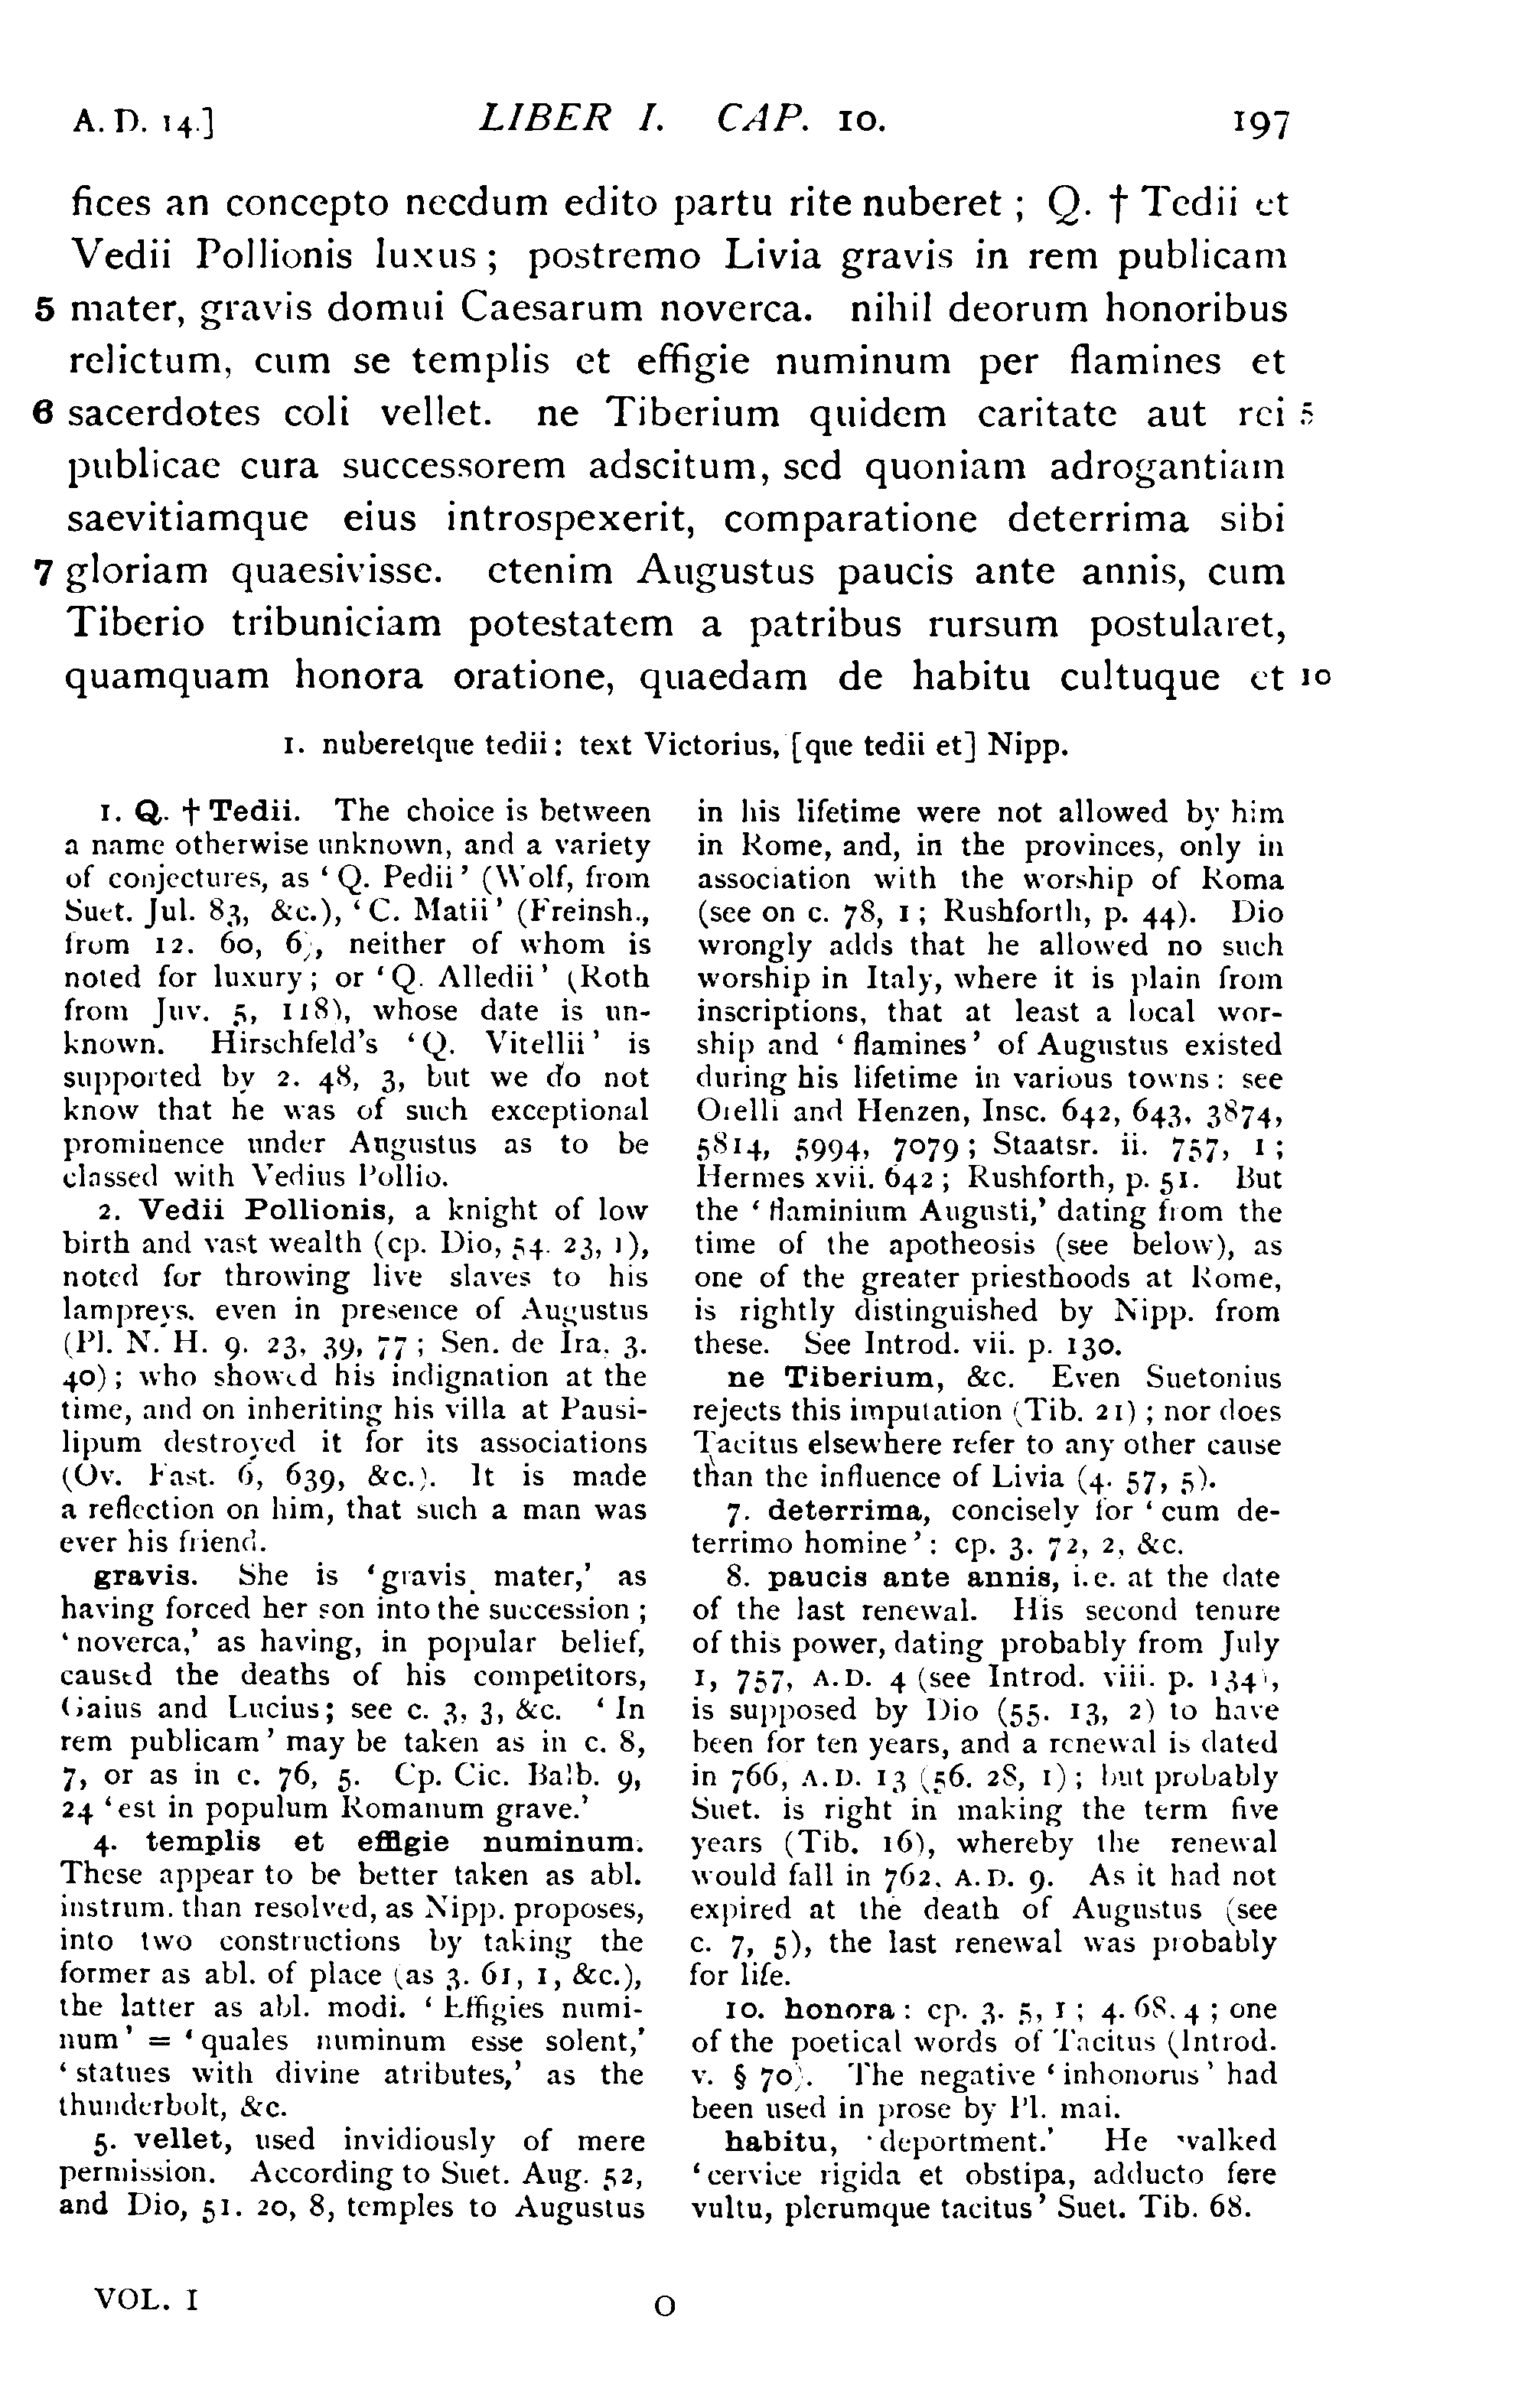 A. D. 14.] LIBER I. CAP. 10. 197
fices an concepto necdum edito partu rite nuberet ; Q. † Tedii et
Vedii Pollionis luxus ; postremo Livia gravis in rem publicam
5 mater, gravis domui Caesarum noverca. nihil deorum honoribus
relictum, cum se templis et effigie numinum per flamines et
6 sacerdotes coli vellet. ne Tiberium quidem caritate aut rei 5
publicae cura successorem adscitum, sed quoniam adrogantiam
saevitiamque eius introspexerit, comparatione deterrima sibi
7 gloriam quaesivisse. etenim Augustus paucis ante annis, cum
Tiberio tribuniciam potestatem a patribus rursum postularet,
quamquam honora oratione, quaedam de habitu cultuque et 10
1. nuberetque tedii: text Victorius, [que tedii et] Nipp.
1. Q. † Tedii. The choice is between
a name otherwise unknown, and a variety
of conjectures, as ‘ Q. Pedii’ (Wolf, from
Suet. Jul. 83, &c.), ‘ C. Matii’ (Freinsh.,
from 12. 60, 6), neither of whom is
noted for luxury; or ‘ Q. Alledii’ (Roth
from Juv. 5, 118), whose date is un-
known. Hirschfeld's ‘ Q. Vitellii’ is
supported by 2. 48, 3, but we do not
know that he was of such exceptional
prominence under Augustus as to be
classed with Vedius Pollio.
2. Vedii Pollionis, a knight of low
birth and vast wealth (cp. Dio, 54. 23, 1),
noted for throwing live slaves to his
lampreys. even in presence of Augustus
(Pl. N. H. 9. 23, 39, 77 ; Sen. de Ira. 3.
40) ; who showed his indignation at the
time, and on inheriting his villa at Pausi-
lipum destroyed it for its associations
(Ov. Fast. 6, 639, &c.). It is made
a reflection on him, that such a man was
ever his friend.
gravis. She is ‘gravis mater,’ as
having forced her son into the succession ;
‘ noverca,’ as having, in popular belief,
caused the deaths of his competitors,
Gaius and Lucius; see c. 3, 3, &c. ‘ In
rem publicam’ may be taken as in c. 8,
7, or as in c. 76, 5. Cp. Cic. Balb. 9,
24 ‘est in populum Romanum grave.’
4. templis et effigie numinum.
These appear to be better taken as abl.
instrum. than resolved, as Nipp. proposes,
into two constructions by taking the
former as abl. of place (as 3. 61, 1, &c.),
the latter as abl. modi. ‘ Effigies numi-
num’ = ‘ quales numinum esse solent,’
‘ statues with divine atributes,’ as the
thunderbolt, &c.
5. vellet, used invidiously of mere
permission. According to Suet. Aug. 52,
and Dio, 51. 20, 8, temples to Augustus
in his lifetime were not allowed by him
in Rome, and, in the provinces, only in
association with the worship of Roma
(see on c. 78, 1 ; Rushforth, p. 44). Dio
wrongly adds that he allowed no such
worship in Italy, where it is plain from
inscriptions, that at least a local wor-
ship and ‘ flamines’ of Augustus existed
during his lifetime in various towns : see
Orelli and Henzen, Insc. 642, 643, 3874,
5814, 5994, 7079 ; Staatsr. ii. 757, 1 ;
Hermes xvii. 642 ; Rushforth, p. 51. But
the ‘ flaminium Augusti,’ dating from the
time of the apotheosis (see below), as
one of the greater priesthoods at Rome,
is rightly distinguished by Nipp. from
these. See Introd. vii. p. 130.
ne Tiberium, &c. Even Suetonius
rejects this imputation (Tib. 21) ; nor does
Tacitus elsewhere refer to any other cause
than the influence of Livia (4. 57, 5).
7. deterrima, concisely for ‘ cum de-
terrimo homine’ : cp. 3. 72, 2, &c.
8. paucis ante annis, i.e. at the date
of the last renewal. His second tenure
of this power, dating probably from July
1, 757, A.D. 4 (see Introd. viii. p. 134),
is supposed by Dio (55. 13, 2) to have
been for ten years, and a renewal is dated
in 766, A.D. 13 (56. 28, 1) ; but probably
Suet. is right in making the term five
years (Tib. 16), whereby the renewal
would fall in 762, A.D. 9. As it had not
expired at the death of Augustus (see
c. 7, 5), the last renewal was probably
for life.
10. honora : cp. 3. 5, 1 ; 4. 68. 4 ; one
of the poetical words of Tacitus (Introd.
v. § 70). The negative ‘ inhonorus’ had
been used in prose by Pl. mai.
habitu, ‘deportment.’ He walked
‘ cervice rigida et obstipa, adducto fere
vultu, plerumque tacitus’ Suet. Tib. 68.
VOL. I O